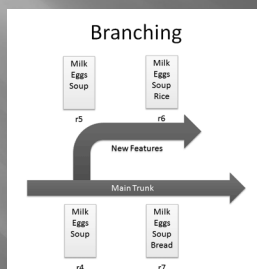 Branching
Milk
Eggs
Soup
r5
Milk
Eggs
Soup
Rice
r6
New Features
Main Trunk
Milk
Eggs
Soup
r4
Milk
Eggs
Soup
Bread
r7